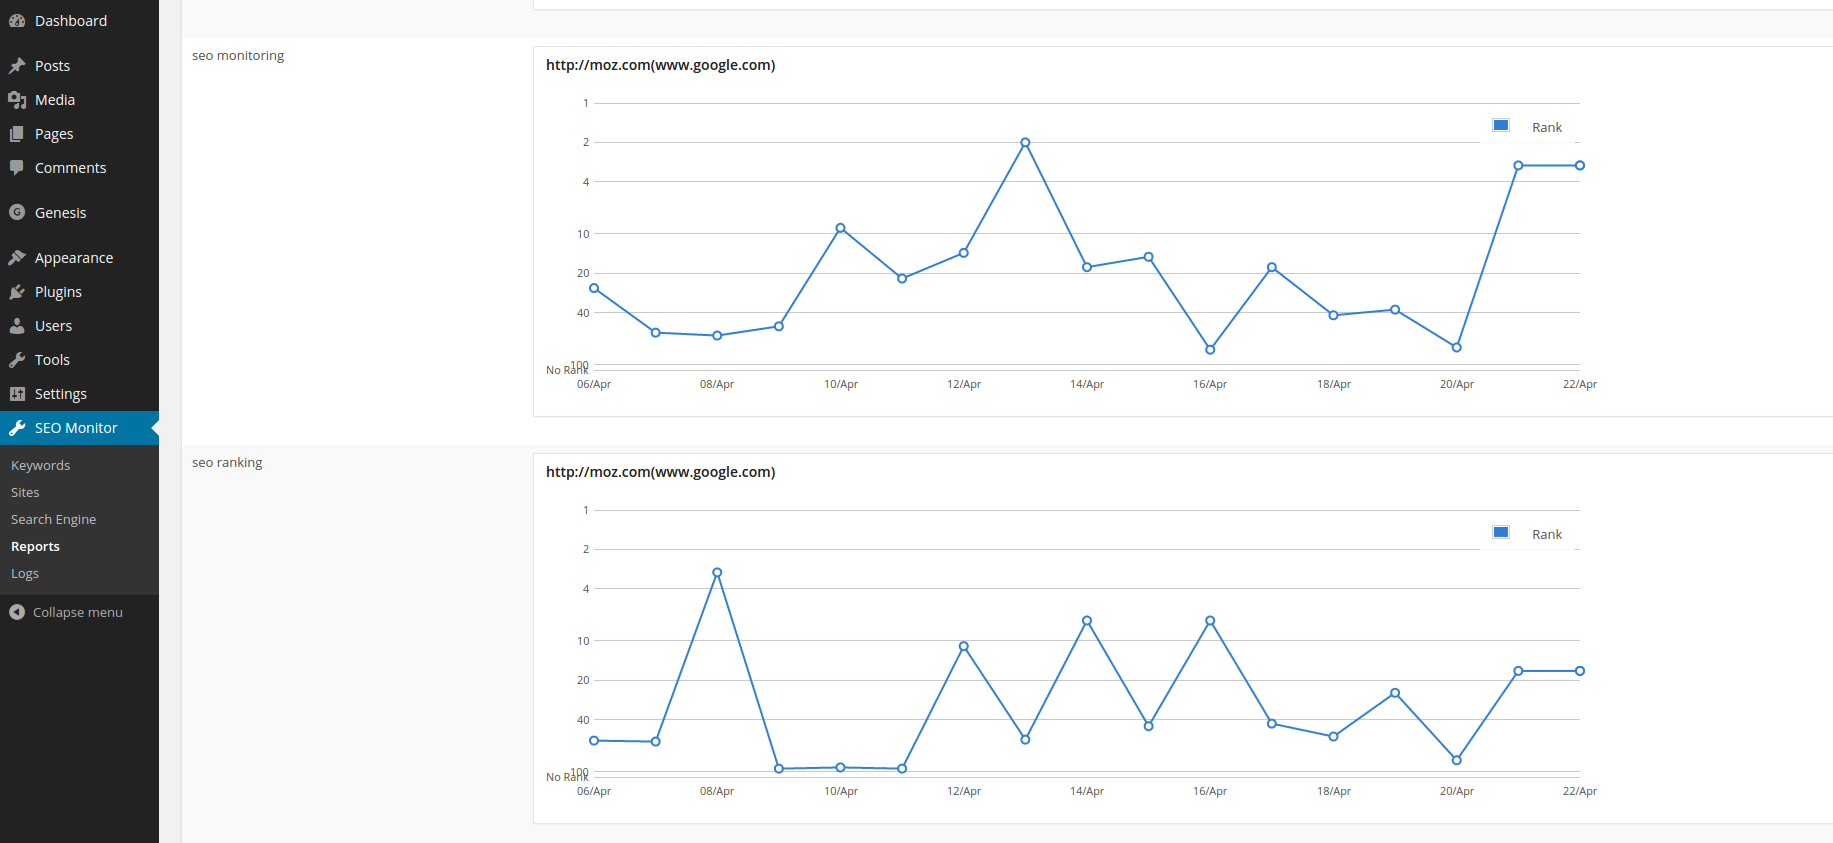 Dashboard
Posts
Media
Pages
Comments
Genesis
Appearance
Plugins
Users
Tools
Settings
SEO Monitor
Keywords
Sites
Search Engine
Reports
Logs
Collapse menu
seo monitoring
http://moz.com(www.google.com)
Rank
1
2
4
10
20
40
100
No Rank
06/Apr 08/Apr 10/Apr 12/Apr 14/Apr 16/Apr 18/Apr 20/Apr 22/Apr
seo ranking
http://moz.com(www.google.com)
Rank
1
2
4
10
20
40
100
No Rank
06/Apr 08/Apr 10/Apr 12/Apr 14/Apr 16/Apr 18/Apr 20/Apr 22/Apr